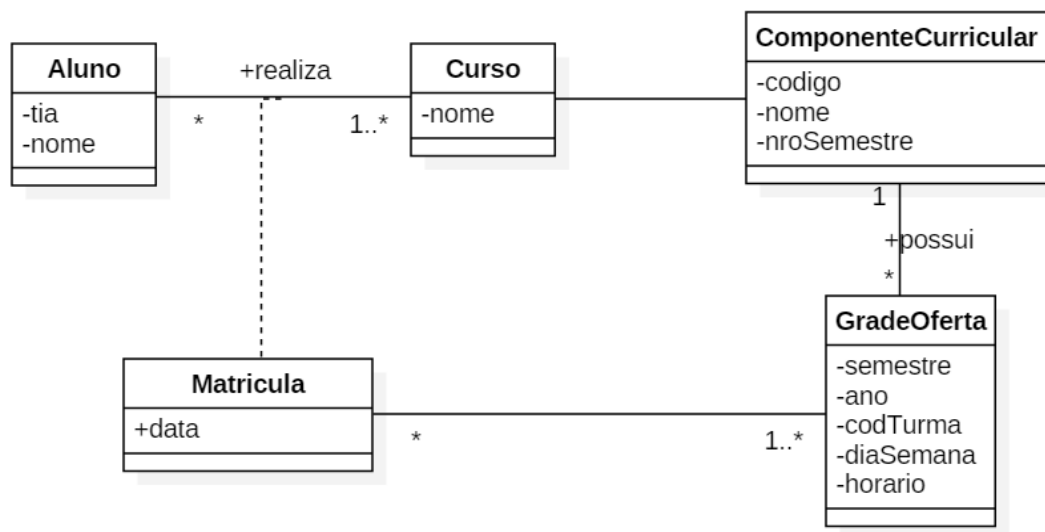 Aluno
-tia
-nome
+realiza
*
1..*
Curso
-nome
ComponenteCurricular
-codigo
-nome
-nroSemestre
1
+possui
*
GradeOferta
-semestre
-ano
-codTurma
-diaSemana
-horario
Matricula
+data
*
1..*